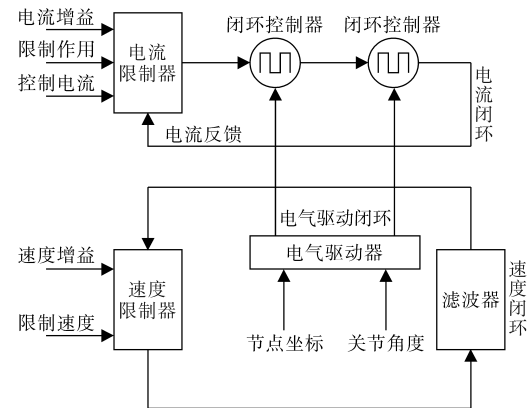 电流增益
限制作用
控制电流
电流
限制器
闭环控制器
闭环控制器
电流闭环
电流反馈
电气驱动闭环
速度增益
限制速度
速度
限制器
电气驱动器
节点坐标
关节角度
滤波器
速度闭环